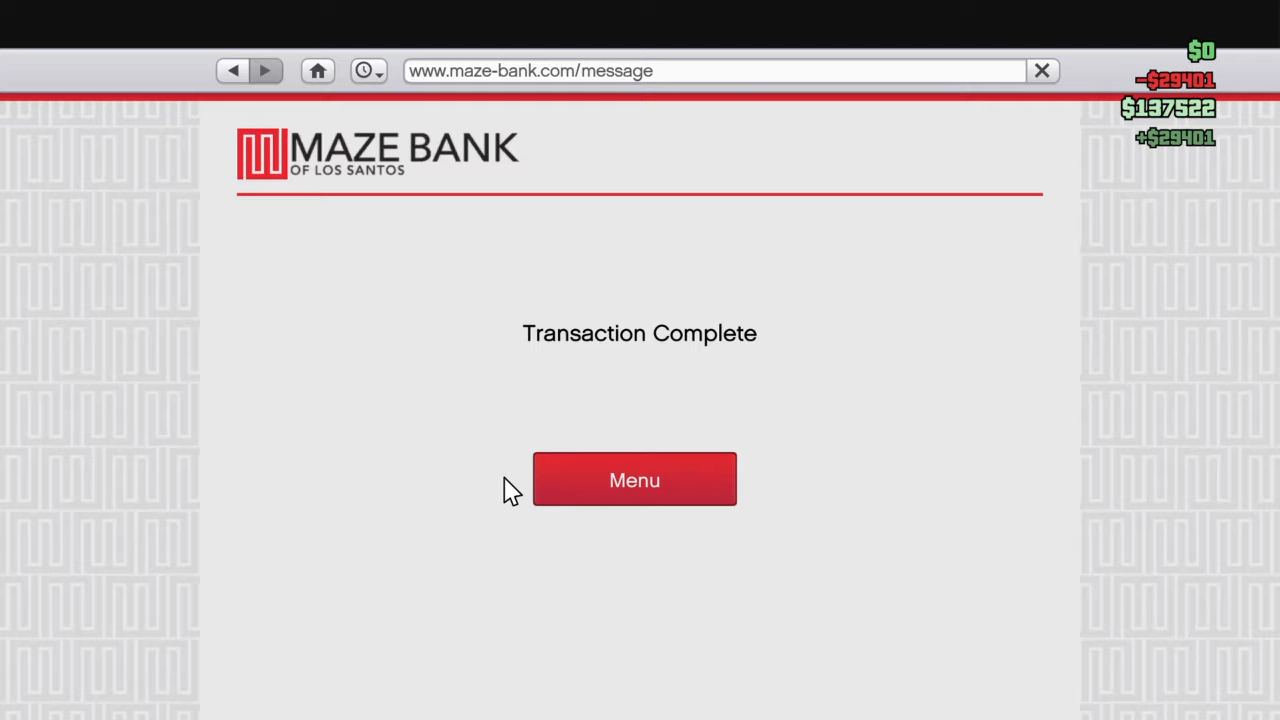 www.maze-bank.com/message
$0
-$29401
$137522
+$29401
MAZE BANK
OF LOS SANTOS
Transaction Complete
Menu